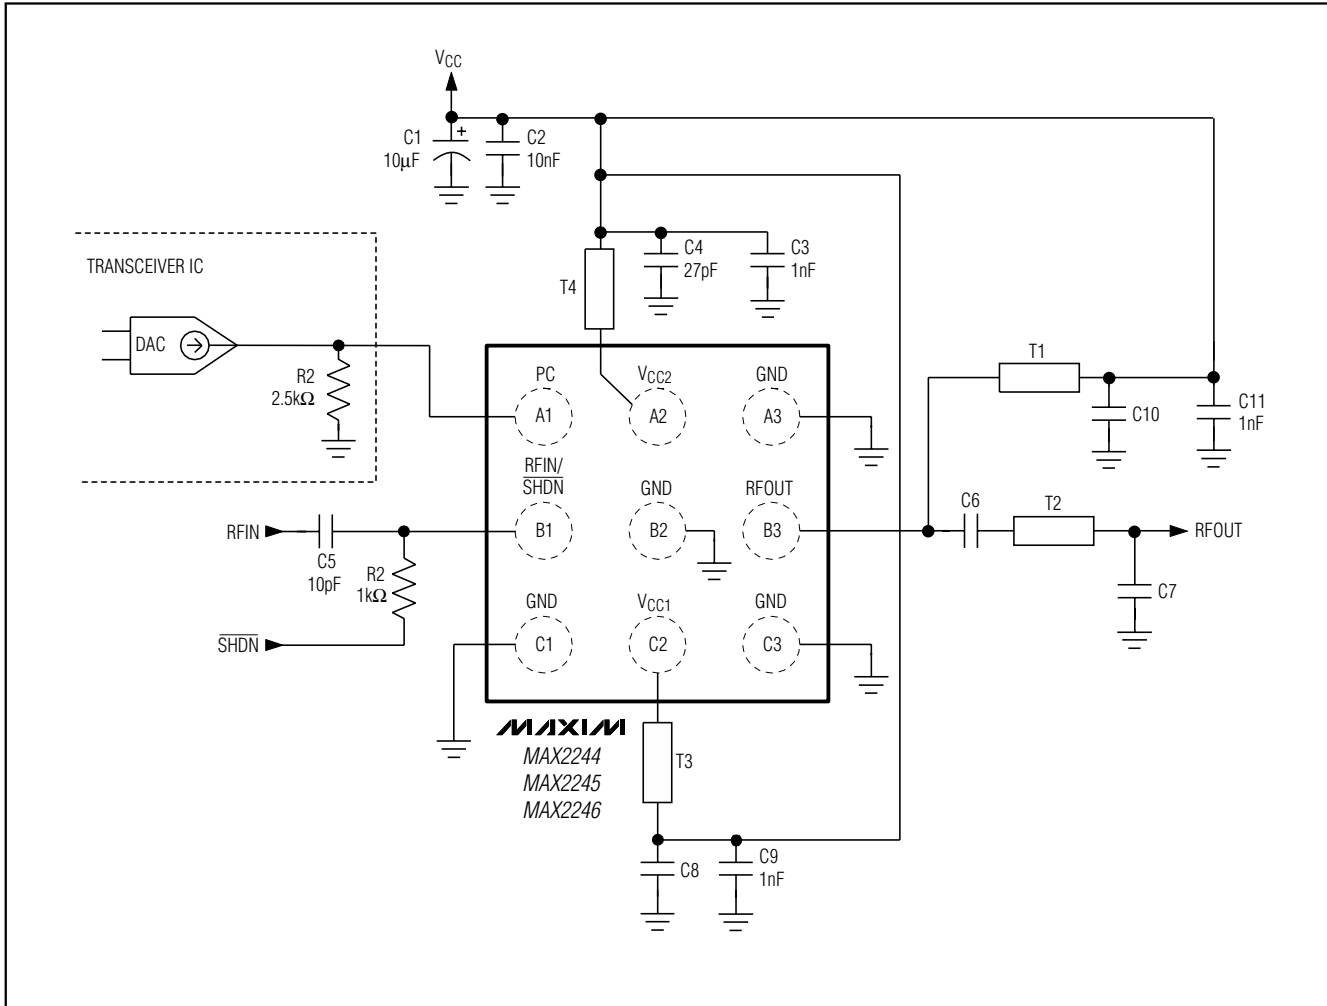 VCC
C1
10μF
+
C2
10nF
C4
27pF
C3
1nF
T4
TRANSCEIVER IC
DAC
R2
2.5kΩ
PC
A1
VCC2
A2
GND
A3
T1
C10
C11
1nF
RFIN/
SHDN
B1
GND
B2
RFOUT
B3
C6
T2
RFOUT
C7
RFIN
C5
10pF
R2
1kΩ
SHDN
GND
C1
VCC1
C2
GND
C3
MAXIM
MAX2244
MAX2245
MAX2246
T3
C8
C9
1nF